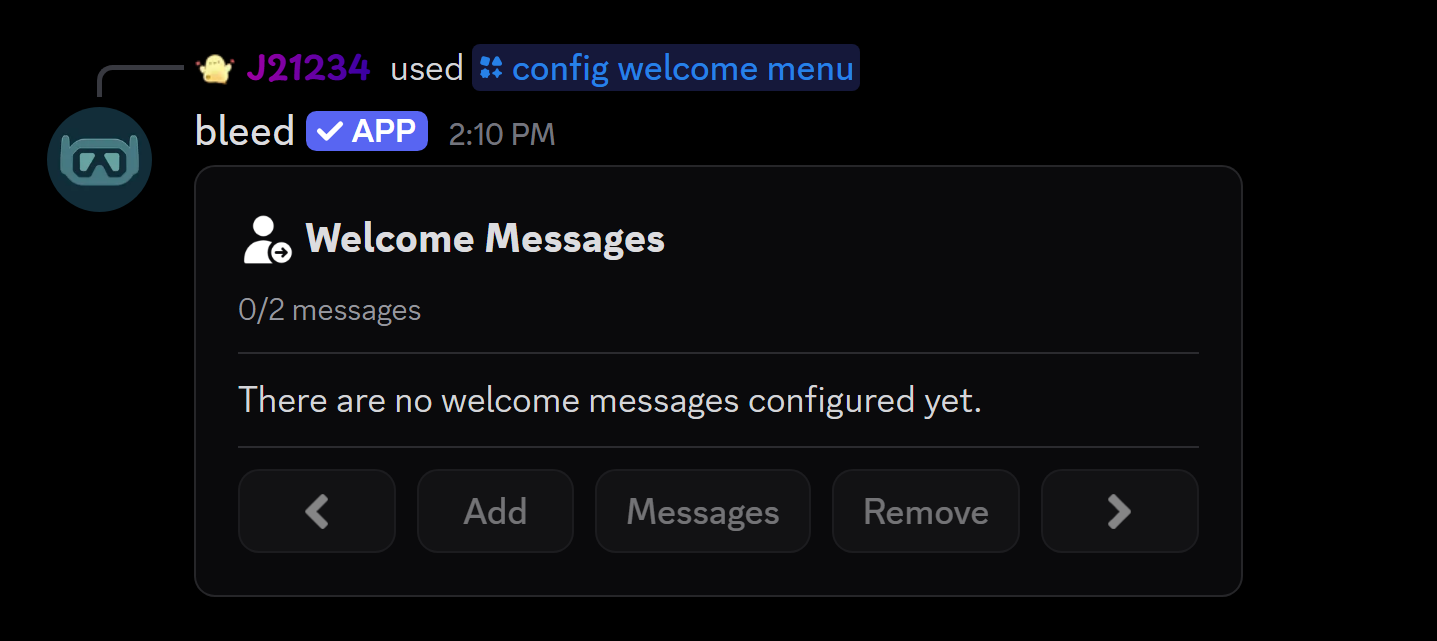 J21234 used config welcome menu
bleed APP 2:10 PM
Welcome Messages
0/2 messages
There are no welcome messages configured yet.
Add Messages Remove